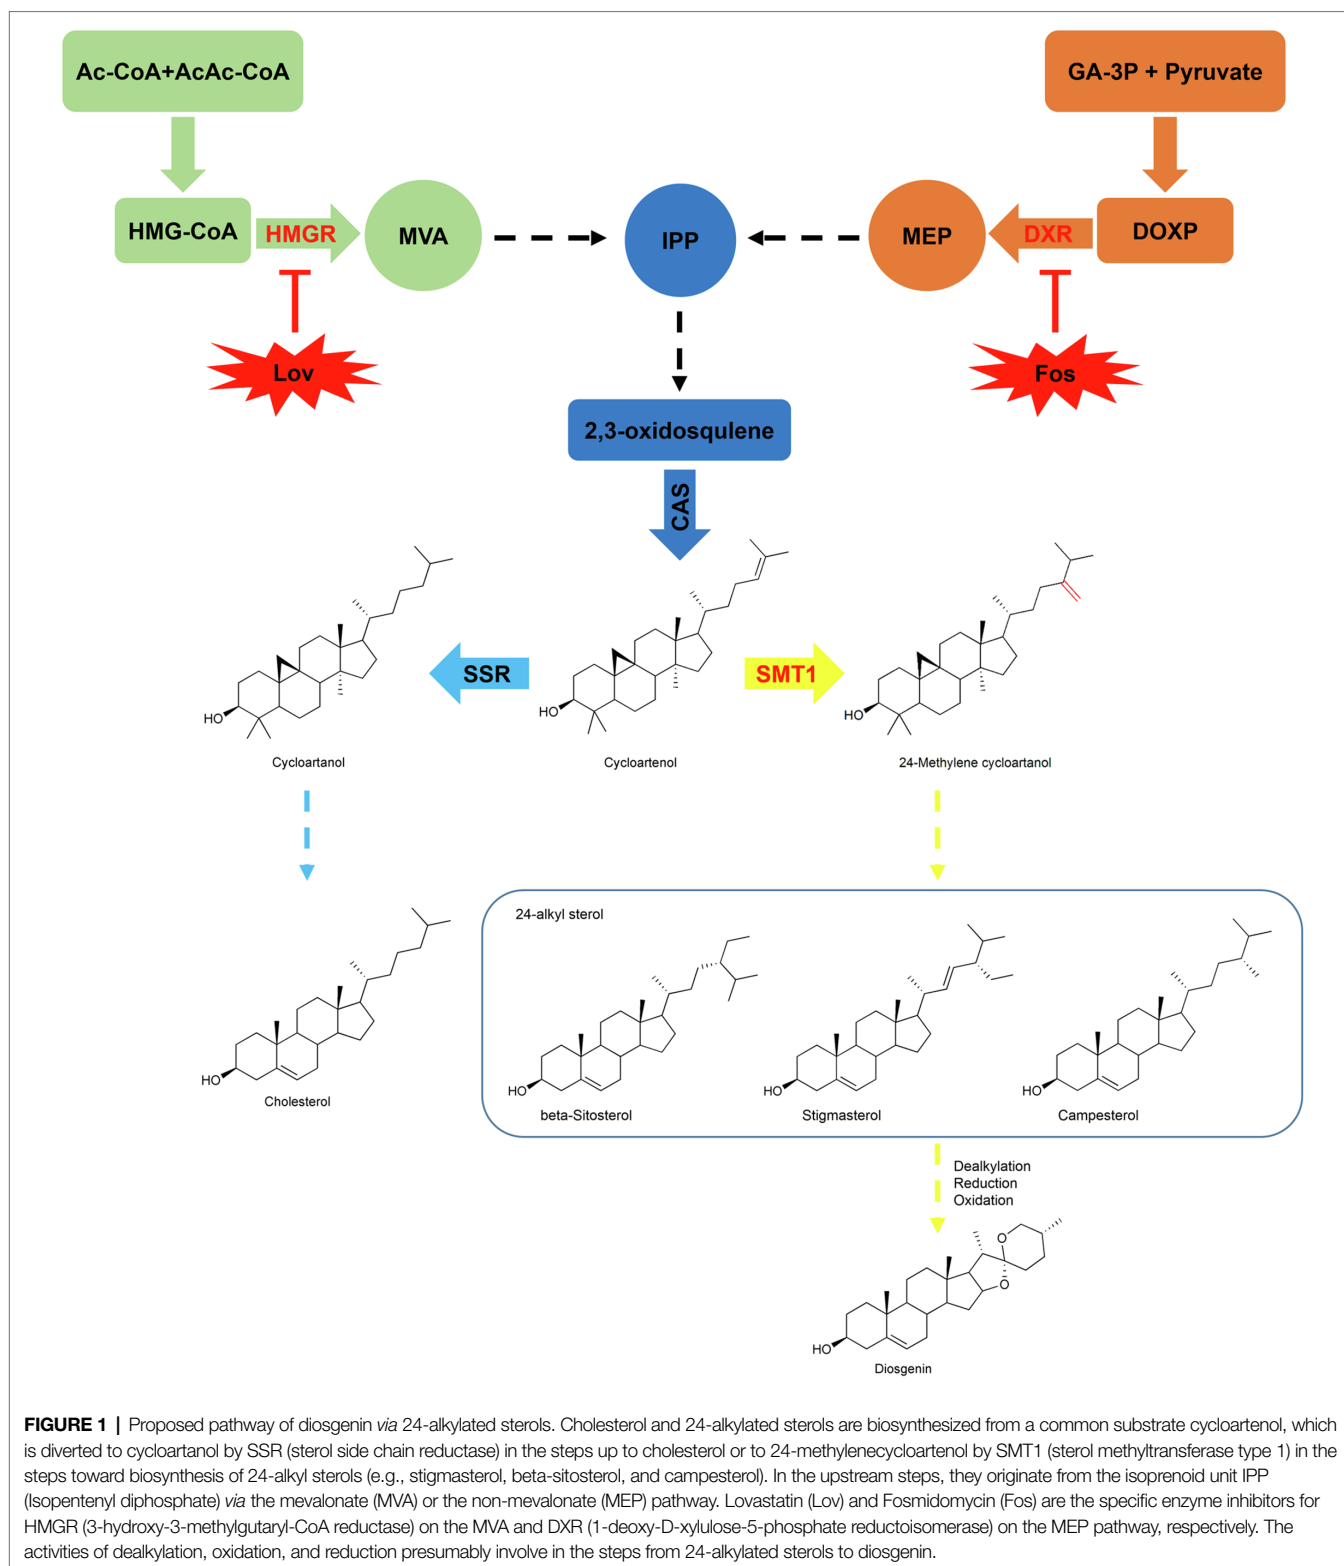 Ac-CoA+AcAc-CoA
GA-3P + Pyruvate
HMG-CoA
HMGR
MVA
IPP
MEP
DXR
DOXP
Lov
Fos
2,3-oxidosqulene
CAS
SSR
SMT1
HO
HO
HO
Cycloartanol
Cycloartenol
24-Methylene cycloartanol
24-alkyl sterol
HO
HO
HO
HO
Cholesterol
beta-Sitosterol
Stigmasterol
Campesterol
Dealkylation
Reduction
Oxidation
O
O
HO
Diosgenin
FIGURE 1 | Proposed pathway of diosgenin via 24-alkylated sterols. Cholesterol and 24-alkylated sterols are biosynthesized from a common substrate cycloartenol, which
is diverted to cycloartanol by SSR (sterol side chain reductase) in the steps up to cholesterol or to 24-methylenecycloartenol by SMT1 (sterol methyltransferase type 1) in the
steps toward biosynthesis of 24-alkyl sterols (e.g., stigmasterol, beta-sitosterol, and campesterol). In the upstream steps, they originate from the isoprenoid unit IPP
(Isopentenyl diphosphate) via the mevalonate (MVA) or the non-mevalonate (MEP) pathway. Lovastatin (Lov) and Fosmidomycin (Fos) are the specific enzyme inhibitors for
HMGR (3-hydroxy-3-methylgutaryl-CoA reductase) on the MVA and DXR (1-deoxy-D-xylulose-5-phosphate reductoisomerase) on the MEP pathway, respectively. The
activities of dealkylation, oxidation, and reduction presumably involve in the steps from 24-alkylated sterols to diosgenin.